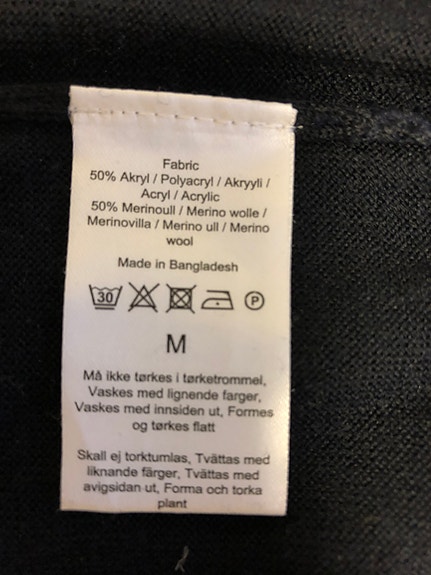 Fabric
50% Akryl / Polyacryl / Akryyli /
Acryl / Acrylic
50% Merinoull / Merino wolle /
Merinovilla / Merino ull / Merino
wool
Made in Bangladesh
30 P
M
Må ikke tørkes i tørketrommel,
Vaskes med lignende farger,
Vaskes med innsiden ut, Formes
og tørkes flatt
Skall ej torktumlas, Tvättas med
liknande färger, Tvättas med
avigsidan ut, Forma och torka
plant